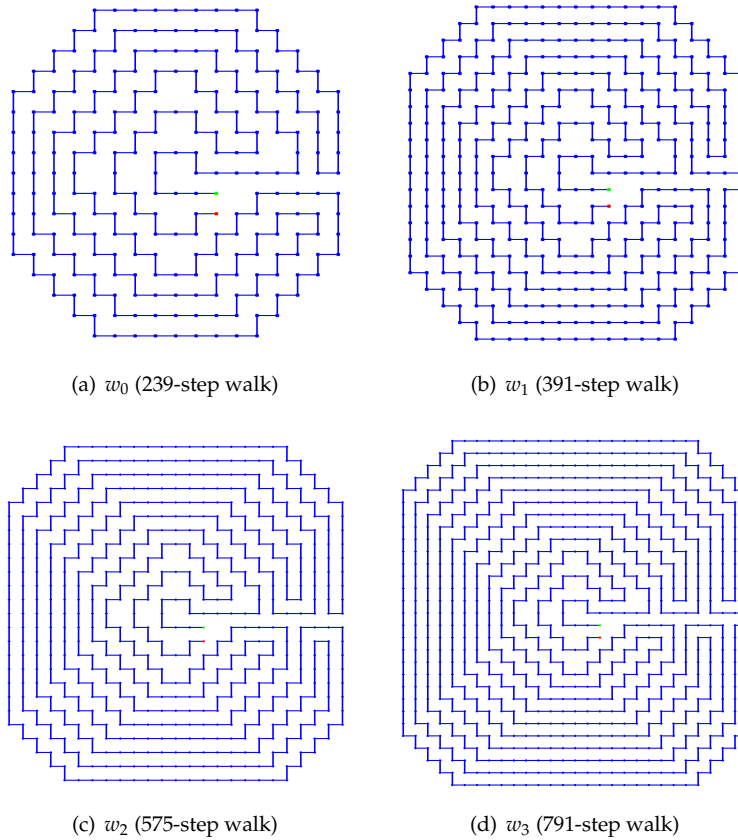 (a) w₀ (239-step walk)
(b) w₁ (391-step walk)
(c) w₂ (575-step walk)
(d) w₃ (791-step walk)